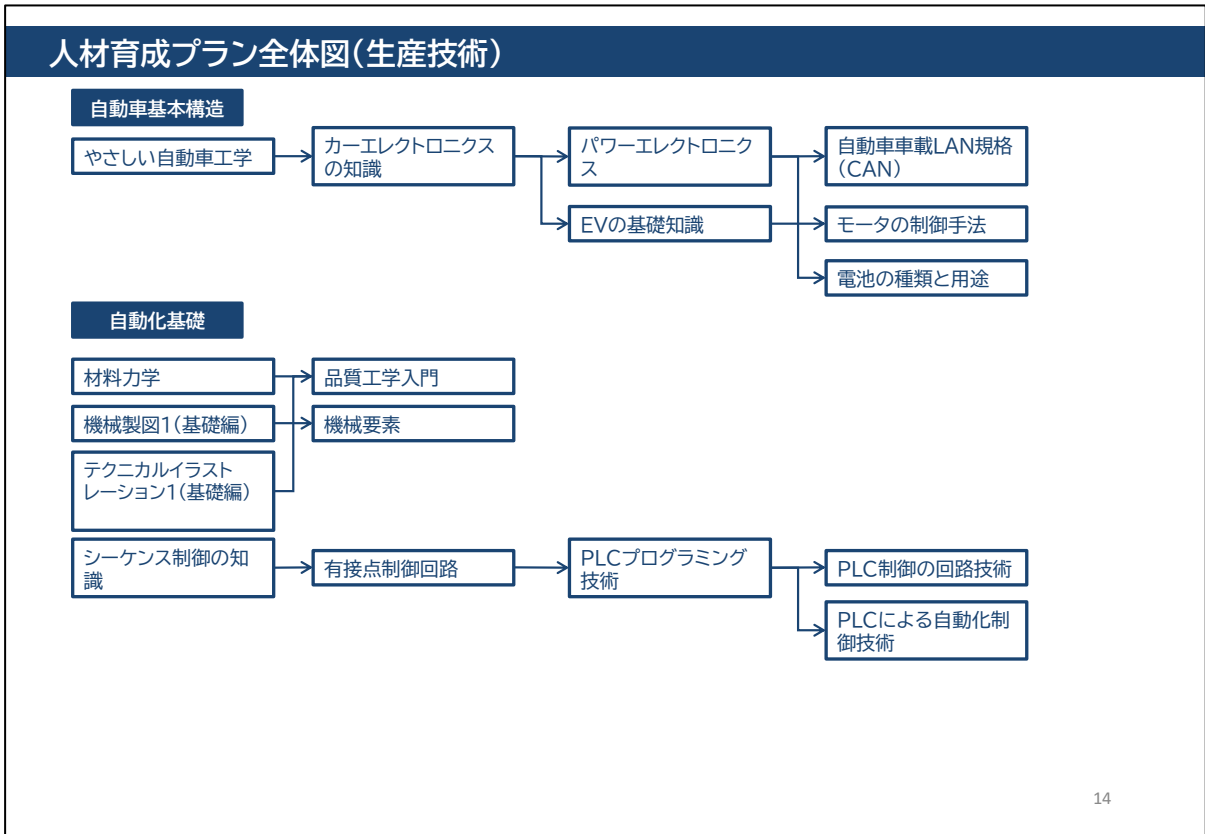 人材育成プラン全体図(生産技術)
自動車基本構造
やさしい自動車工学
カーエレクトロニクス
の知識
パワーエレクトロニク
ス
自動車車載LAN規格
(CAN)
EVの基礎知識
モータの制御手法
電池の種類と用途
自動化基礎
材料力学
品質工学入門
機械製図1(基礎編)
機械要素
テクニカルイラスト
レーション1(基礎編)
シーケンス制御の知
識
有接点制御回路
PLCプログラミング
技術
PLC制御の回路技術
PLCによる自動化制
御技術
14